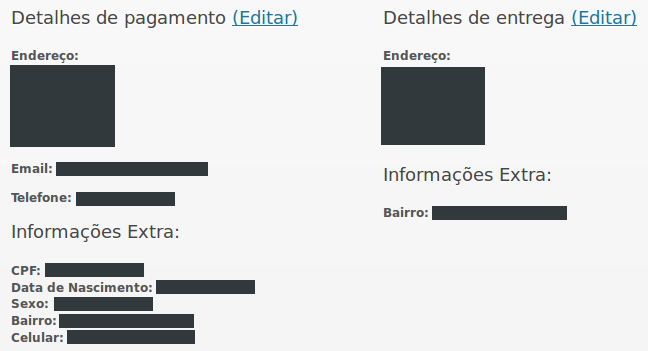 Detalhes de pagamento (Editar)
Endereço:
Email:
Telefone:
Informações Extra:
CPF:
Data de Nascimento:
Sexo:
Bairro:
Celular:
Detalhes de entrega (Editar)
Endereço:
Informações Extra:
Bairro: